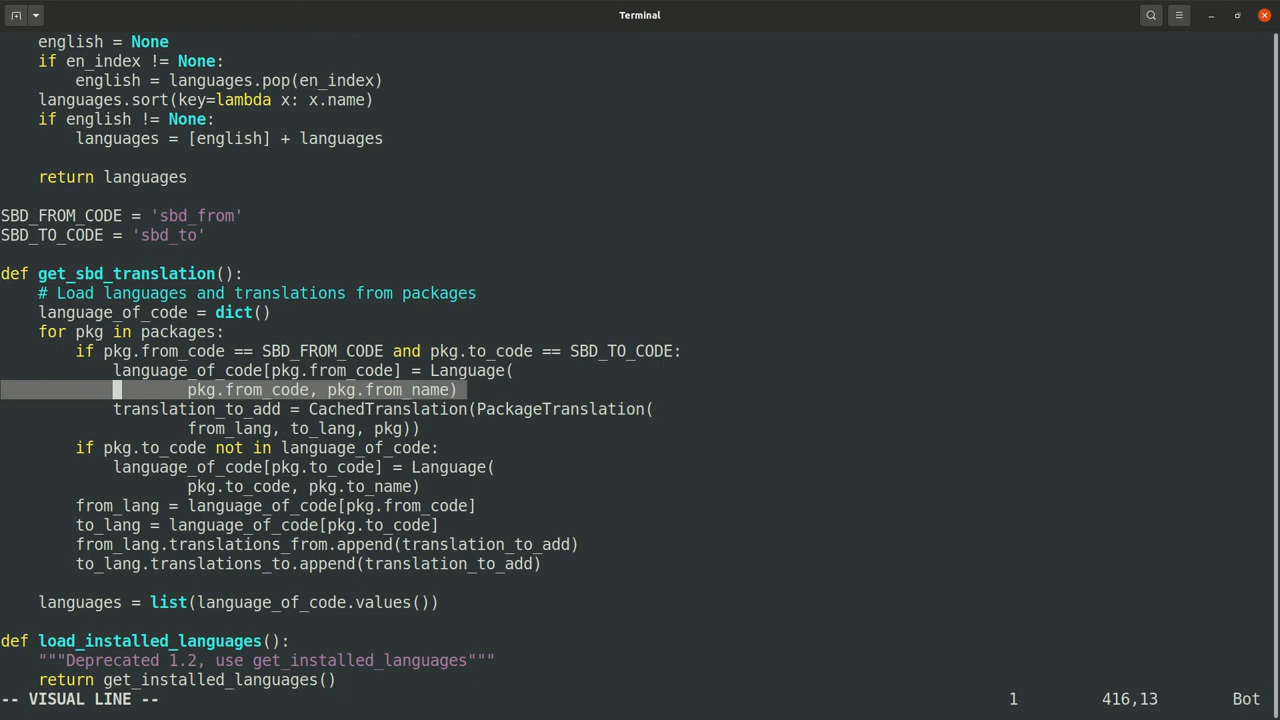 Terminal
english = None
if en_index != None:
english = languages.pop(en_index)
languages.sort(key=lambda x: x.name)
if english != None:
languages = [english] + languages
return languages
SBD_FROM_CODE = 'sbd_from'
SBD_TO_CODE = 'sbd_to'
def get_sbd_translation():
# Load languages and translations from packages
language_of_code = dict()
for pkg in packages:
if pkg.from_code == SBD_FROM_CODE and pkg.to_code == SBD_TO_CODE:
language_of_code[pkg.from_code] = Language(
pkg.from_code, pkg.from_name)
translation_to_add = CachedTranslation(PackageTranslation(
from_lang, to_lang, pkg))
if pkg.to_code not in language_of_code:
language_of_code[pkg.to_code] = Language(
pkg.to_code, pkg.to_name)
from_lang = language_of_code[pkg.from_code]
to_lang = language_of_code[pkg.to_code]
from_lang.translations_from.append(translation_to_add)
to_lang.translations_to.append(translation_to_add)
languages = list(language_of_code.values())
def load_installed_languages():
"""Deprecated 1.2, use get_installed_languages"""
return get_installed_languages()
-- VISUAL LINE -- 1 416,13 Bot